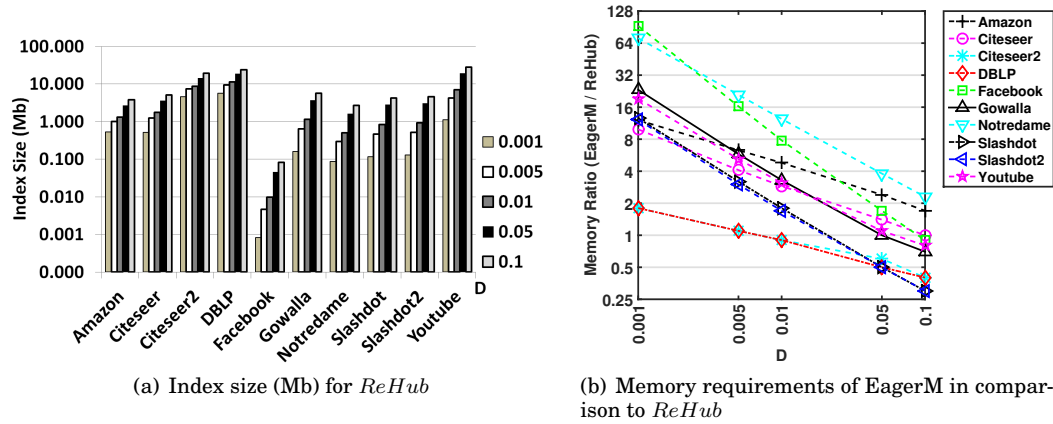 100.000
10.000
1.000
0.100
0.010
0.001
0.000
Index Size (Mb)
0.001
0.005
0.01
0.05
0.1
D
Amazon
Citeseer
Citeseer2
DBLP
Facebook
Gowalla
Notredame
Slashdot
Slashdot2
Youtube
(a) Index size (Mb) for ReHub
128
64
32
16
8
4
2
1
0.5
0.25
Memory Ratio (EagerM / ReHub)
0.001
0.005
0.01
0.05
0.1
D
Amazon
Citeseer
Citeseer2
DBLP
Facebook
Gowalla
Notredame
Slashdot
Slashdot2
Youtube
(b) Memory requirements of EagerM in compar-
ison to ReHub